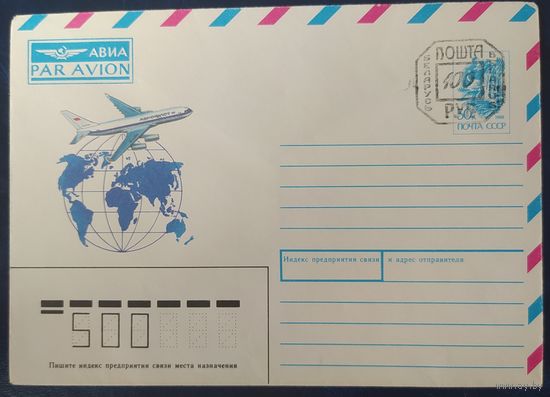 АВИА
PAR AVION
АЭРОФЛОТ
ПОШТА
БЕЛАРУСЬ
100
РУБ
50к
ПОЧТА СССР
Индекс предприятия связи и адрес отправителя
500
Пишите индекс предприятия связи места назначения